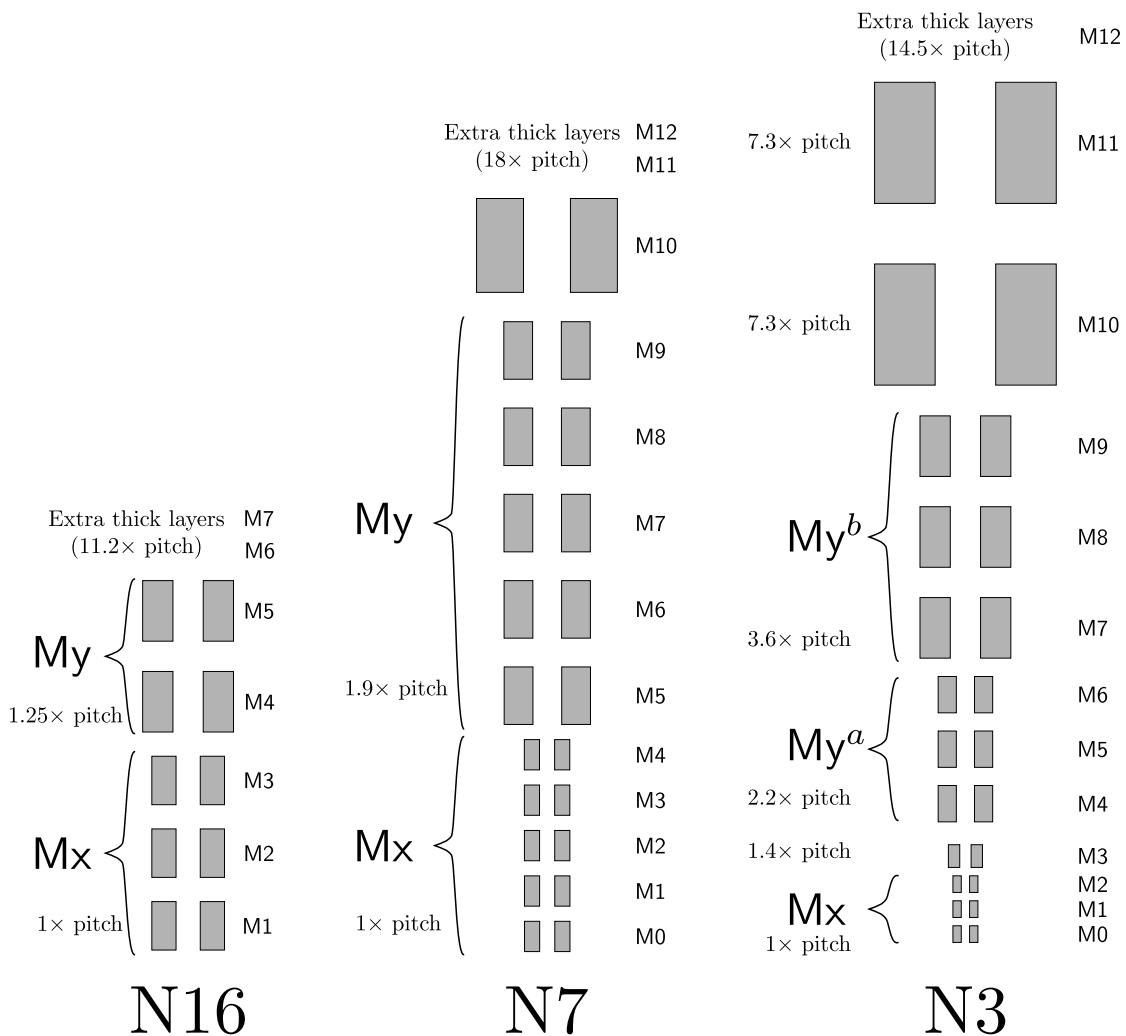 Extra thick layers
(11.2× pitch)
M7
M6
M5
My
M4
1.25× pitch
M3
Mx
M2
1× pitch
M1
N16
Extra thick layers
(18× pitch)
M12
M11
M10
M9
M8
My
M7
M6
1.9× pitch
M5
M4
M3
Mx
M2
M1
1× pitch
M0
N7
Extra thick layers
(14.5× pitch)
M12
7.3× pitch
M11
7.3× pitch
M10
M9
My^b
M8
3.6× pitch
M7
M6
My^a
M5
2.2× pitch
M4
1.4× pitch
M3
M2
Mx
M1
1× pitch
M0
N3